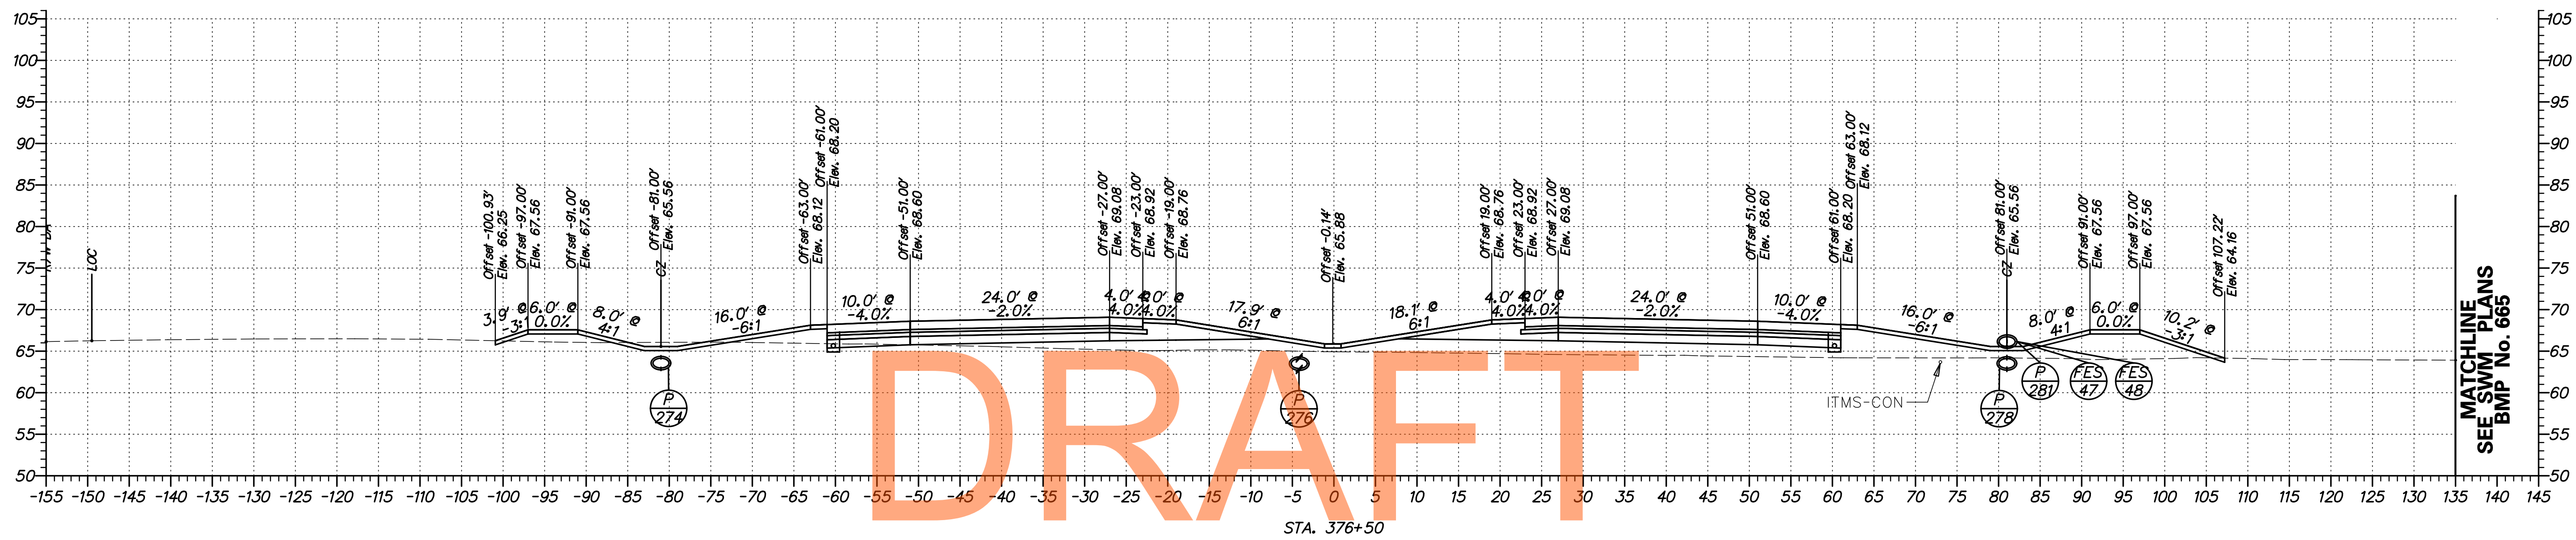 105
100
95
90
85
80
75
70
65
60
55
50
LOC
Offset -100.93'
Elev. 66.25
Offset -97.00'
Elev. 67.56
Offset -91.00'
Elev. 67.56
CZ Offset -81.00'
Elev. 65.56
Offset -63.00'
Elev. 68.12
Offset -61.00'
Elev. 68.20
Offset -51.00'
Elev. 68.60
Offset -27.00'
Elev. 69.08
Offset -23.00'
Elev. 68.92
Offset -19.00'
Elev. 68.76
Offset -0.14'
Elev. 65.88
Offset 19.00'
Elev. 68.76
Offset 23.00'
Elev. 68.92
Offset 27.00'
Elev. 69.08
Offset 51.00'
Elev. 68.60
Offset 61.00'
Elev. 68.20
Offset 63.00'
Elev. 68.12
CZ Offset 81.00'
Elev. 65.56
Offset 91.00'
Elev. 67.56
Offset 97.00'
Elev. 67.56
Offset 107.22'
Elev. 64.16
3.9' @
-3:1
6.0' @
0.0%
8.0' @
4:1
16.0' @
-6:1
10.0' @
-4.0%
24.0' @
-2.0%
4.0' @
4.0%
4.0' @
4.0%
17.9' @
6:1
18.1' @
6:1
4.0' @
4.0%
4.0' @
4.0%
24.0' @
-2.0%
10.0' @
-4.0%
16.0' @
-6:1
8.0' @
4:1
6.0' @
0.0%
10.2' @
-3:1
P
274
P
276
ITMS-CON
P
278
P
281
FES
47
FES
48
MATCHLINE
SEE SWM PLANS
BMP No. 665
105
100
95
90
85
80
75
70
65
60
55
50
-155 -150 -145 -140 -135 -130 -125 -120 -115 -110 -105 -100 -95 -90 -85 -80 -75 -70 -65 -60 -55 -50 -45 -40 -35 -30 -25 -20 -15 -10 -5 0 5 10 15 20 25 30 35 40 45 50 55 60 65 70 75 80 85 90 95 100 105 110 115 120 125 130 135 140 145
STA. 376+50
DRAFT